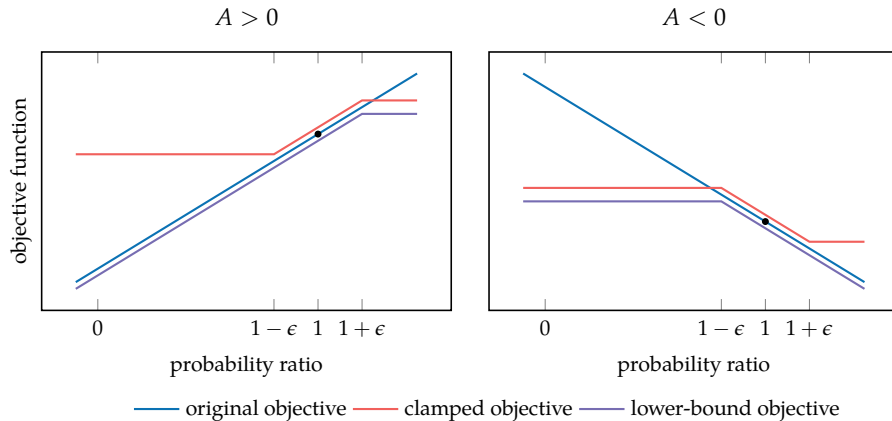 A > 0
A < 0
objective function
0 1 − ϵ 1 1 + ϵ
0 1 − ϵ 1 1 + ϵ
probability ratio
probability ratio
original objective clamped objective lower-bound objective